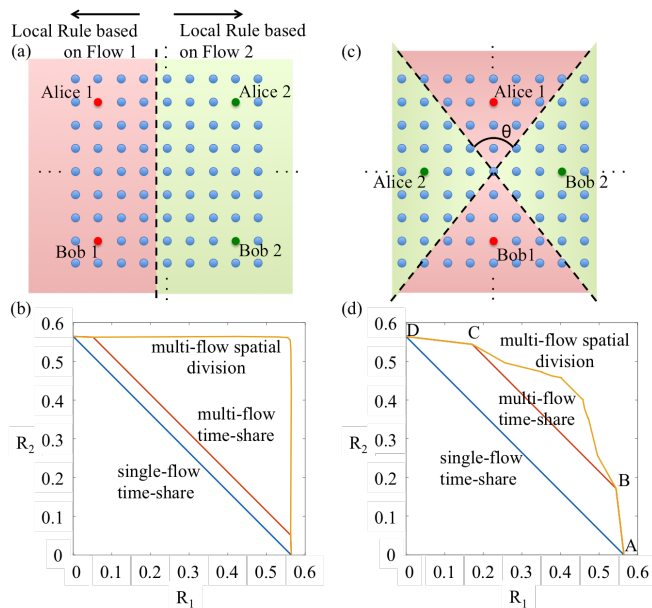 Local Rule based
on Flow 1
Local Rule based
on Flow 2
(a)
Alice 1
Alice 2
Bob 1
Bob 2
(c)
Alice 1
θ
Alice 2
Bob 2
Bob1
(b)
0.6
0.5
0.4
0.3
0.2
0.1
0
R2
multi-flow spatial
division
multi-flow
time-share
single-flow
time-share
0 0.1 0.2 0.3 0.4 0.5 0.6
R1
(d)
0.6
0.5
0.4
0.3
0.2
0.1
0
R2
D
C
multi-flow spatial
division
multi-flow
time-share
single-flow
time-share
B
A
0 0.1 0.2 0.3 0.4 0.5 0.6
R1